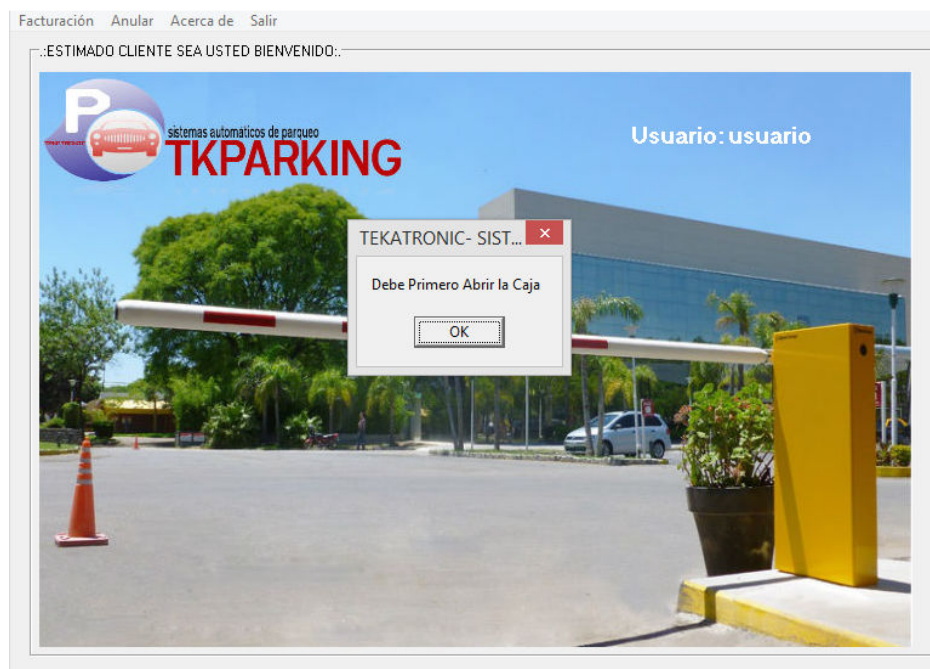 Facturación Anular Acerca de Salir
.:ESTIMADO CLIENTE SEA USTED BIENVENIDO:.
P
sistemas automáticos de parqueo
TKPARKING
Usuario: usuario
TEKATRONIC- SIST...
Debe Primero Abrir la Caja
OK